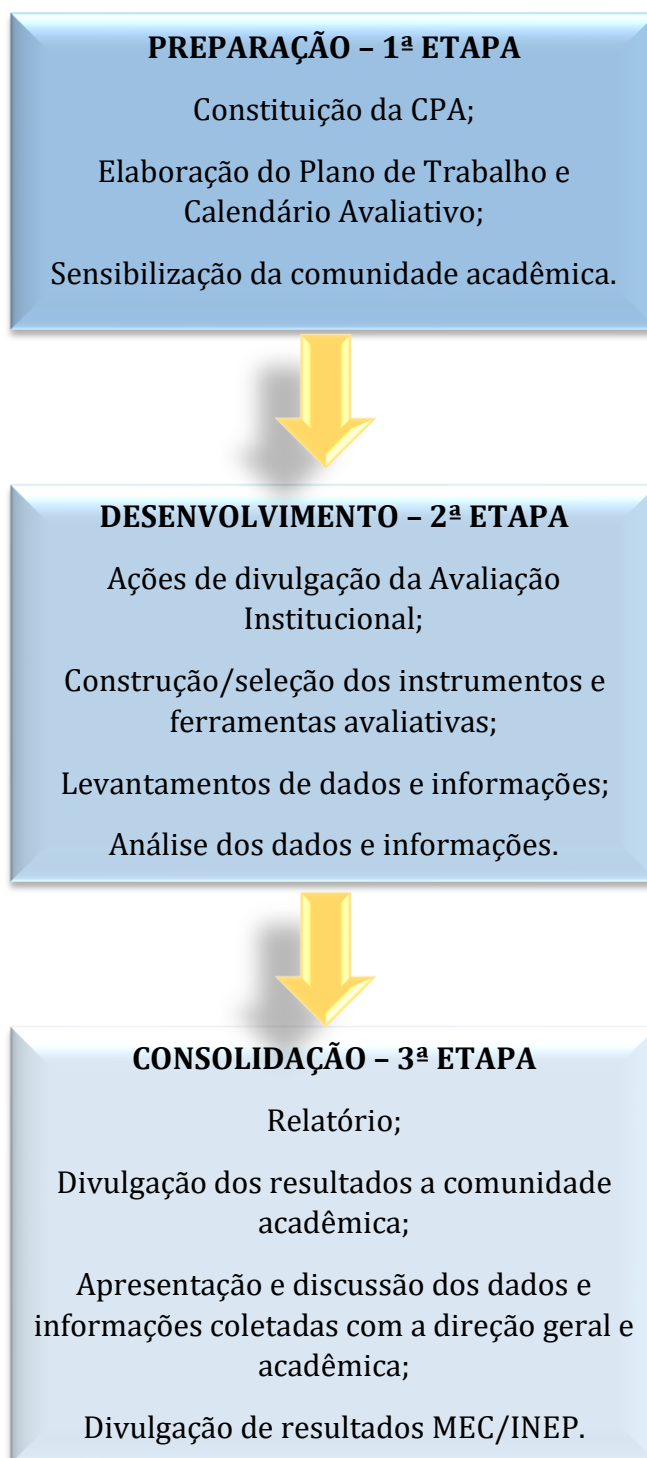 PREPARAÇÃO – 1ª ETAPA
Constituição da CPA;
Elaboração do Plano de Trabalho e
Calendário Avaliativo;
Sensibilização da comunidade acadêmica.
DESENVOLVIMENTO – 2ª ETAPA
Ações de divulgação da Avaliação
Institucional;
Construção/seleção dos instrumentos e
ferramentas avaliativas;
Levantamentos de dados e informações;
Análise dos dados e informações.
CONSOLIDAÇÃO – 3ª ETAPA
Relatório;
Divulgação dos resultados a comunidade
acadêmica;
Apresentação e discussão dos dados e
informações coletadas com a direção geral e
acadêmica;
Divulgação de resultados MEC/INEP.